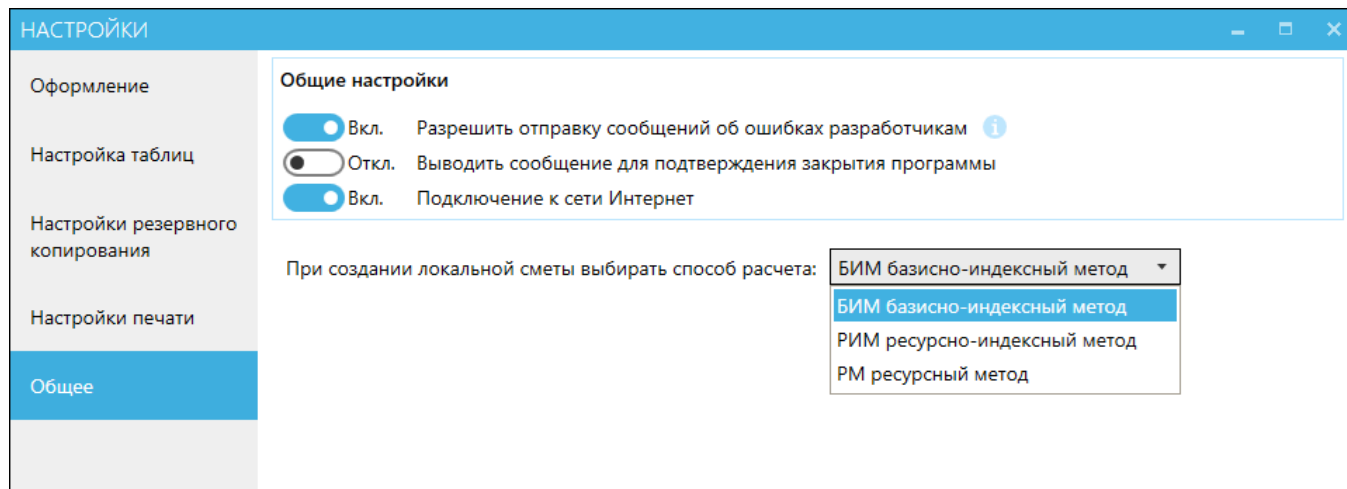 НАСТРОЙКИ
Оформление
Настройка таблиц
Настройки резервного
копирования
Настройки печати
Общее
Общие настройки
Вкл. Разрешить отправку сообщений об ошибках разработчикам i
Откл. Выводить сообщение для подтверждения закрытия программы
Вкл. Подключение к сети Интернет
При создании локальной сметы выбирать способ расчета: БИМ базисно-индексный метод
БИМ базисно-индексный метод
РИМ ресурсно-индексный метод
РМ ресурсный метод